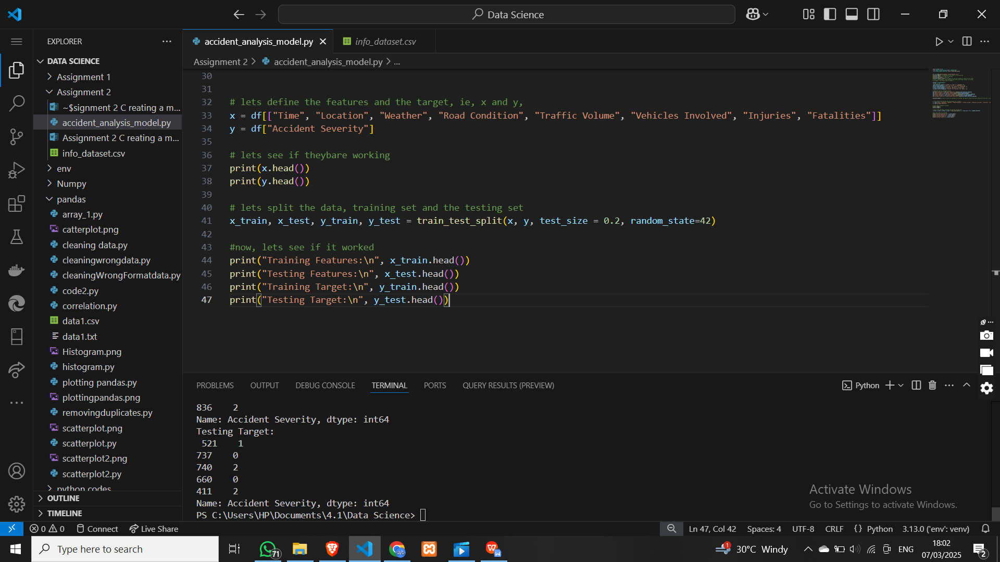 Data Science
EXPLORER
DATA SCIENCE
Assignment 1
Assignment 2
~$signment 2 C reating a m...
accident_analysis_model.py
Assignment 2 C reating a m...
info_dataset.csv
env
Numpy
pandas
array_1.py
catterplot.png
cleaning data.py
cleaningwrongdata.py
cleaningWrongFormatdata.py
code2.py
correlation.py
data1.csv
data1.txt
Histogram.png
histogram.py
plotting pandas.py
plottingpandas.png
removingduplicates.py
scatterplot.png
scatterplot.py
scatterplot2.png
scatterplot2.py
python codes
OUTLINE
TIMELINE
accident_analysis_model.py
info_dataset.csv
Assignment 2 > accident_analysis_model.py > ...
30
31
32 # lets define the features and the target, ie, x and y,
33 x = df[["Time", "Location", "Weather", "Road Condition", "Traffic Volume", "Vehicles Involved", "Injuries", "Fatalities"]]
34 y = df["Accident Severity"]
35
36 # lets see if theybare working
37 print(x.head())
38 print(y.head())
39
40 # lets split the data, training set and the testing set
41 x_train, x_test, y_train, y_test = train_test_split(x, y, test_size = 0.2, random_state=42)
42
43 #now, lets see if it worked
44 print("Training Features:\n", x_train.head())
45 print("Testing Features:\n", x_test.head())
46 print("Training Target:\n", y_train.head())
47 print("Testing Target:\n", y_test.head())
PROBLEMS OUTPUT DEBUG CONSOLE TERMINAL PORTS QUERY RESULTS (PREVIEW)
Python
836 2
Name: Accident Severity, dtype: int64
Testing Target:
521 1
737 0
740 2
660 0
411 2
Name: Accident Severity, dtype: int64
PS C:\Users\HP\Documents\4.1\Data Science>
Activate Windows
Go to Settings to activate Windows.
0 0 Connect Live Share
Ln 47, Col 42 Spaces: 4 UTF-8 CRLF {} Python 3.13.0 ('env': venv)
Type here to search
71
1
30°C Windy
ENG
18:02
07/03/2025
2